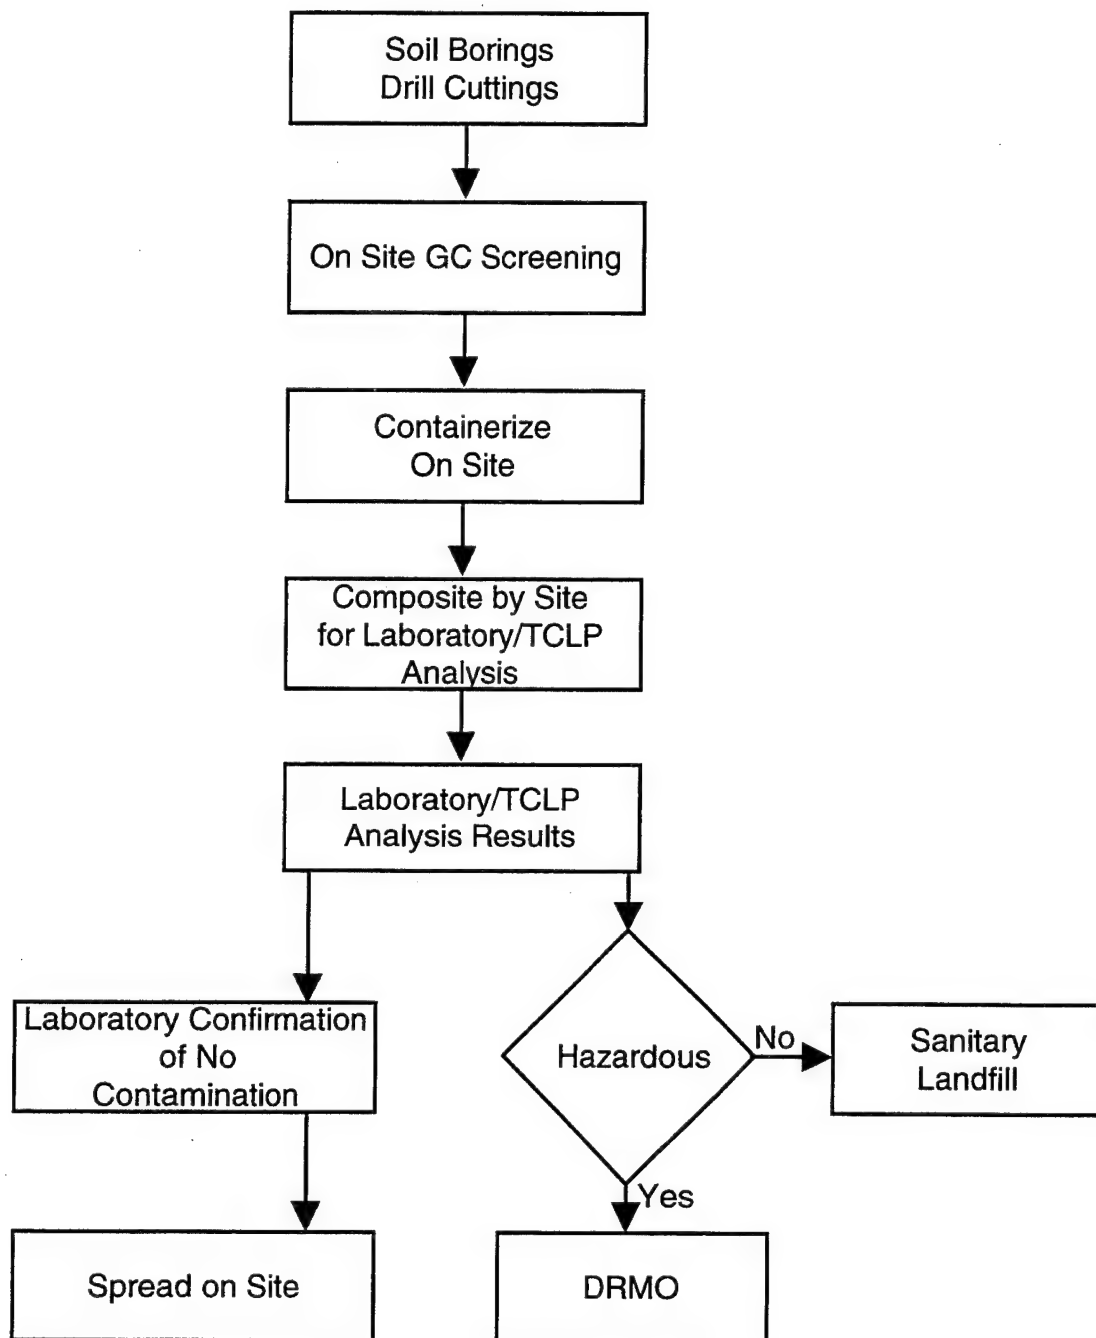 Soil Borings
Drill Cuttings
On Site GC Screening
Containerize
On Site
Composite by Site
for Laboratory/TCLP
Analysis
Laboratory/TCLP
Analysis Results
Laboratory Confirmation
of No
Contamination
Hazardous
No
Sanitary
Landfill
Yes
Spread on Site
DRMO